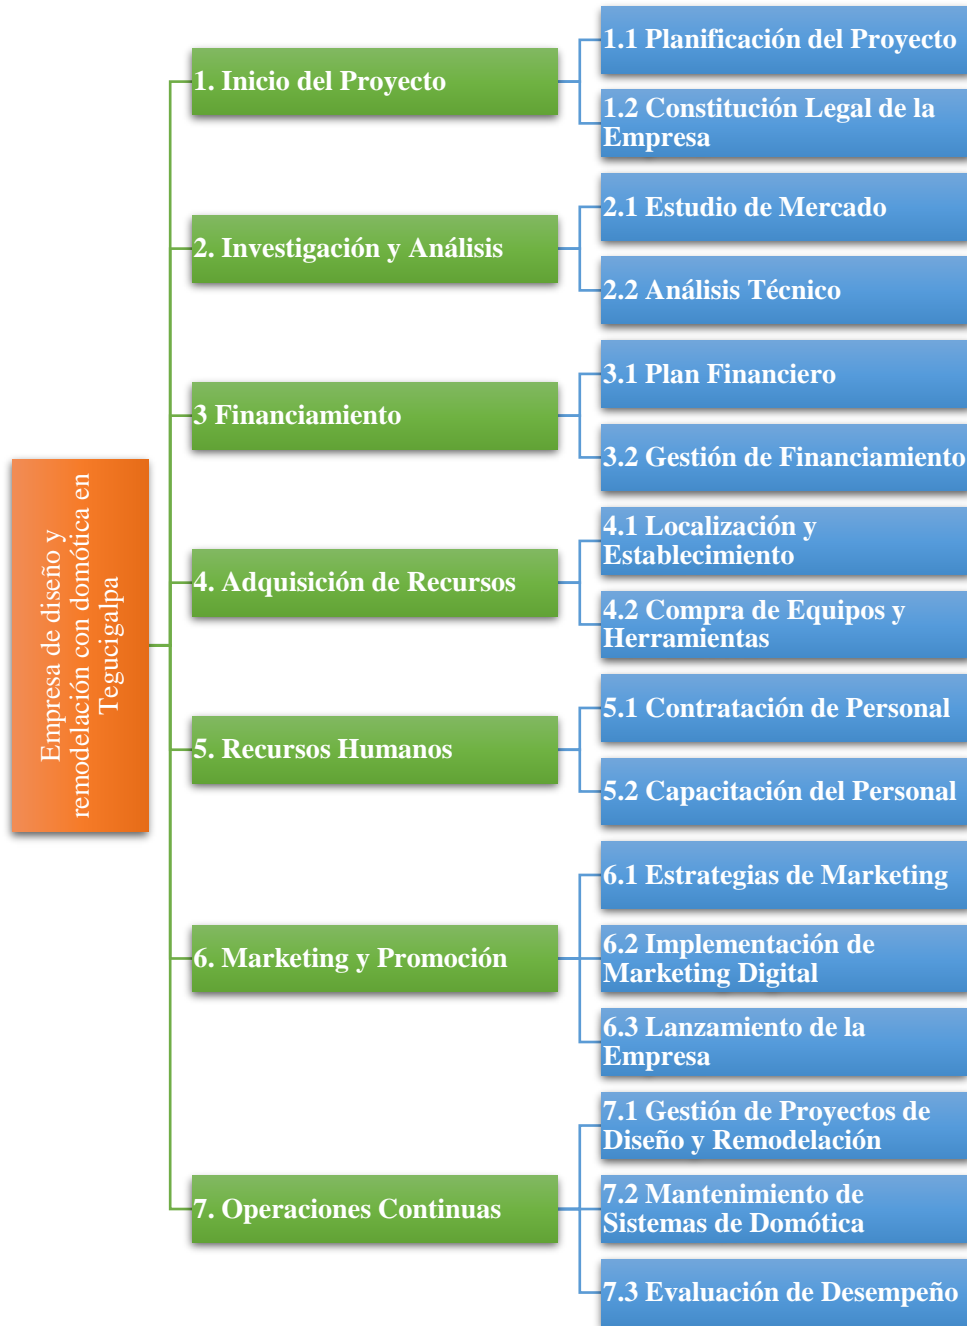 Empresa de diseño y
remodelación con domótica en
Tegucigalpa
1. Inicio del Proyecto
1.1 Planificación del Proyecto
1.2 Constitución Legal de la
Empresa
2. Investigación y Análisis
2.1 Estudio de Mercado
2.2 Análisis Técnico
3 Financiamiento
3.1 Plan Financiero
3.2 Gestión de Financiamiento
4. Adquisición de Recursos
4.1 Localización y
Establecimiento
4.2 Compra de Equipos y
Herramientas
5. Recursos Humanos
5.1 Contratación de Personal
5.2 Capacitación del Personal
6. Marketing y Promoción
6.1 Estrategias de Marketing
6.2 Implementación de
Marketing Digital
6.3 Lanzamiento de la
Empresa
7. Operaciones Continuas
7.1 Gestión de Proyectos de
Diseño y Remodelación
7.2 Mantenimiento de
Sistemas de Domótica
7.3 Evaluación de Desempeño